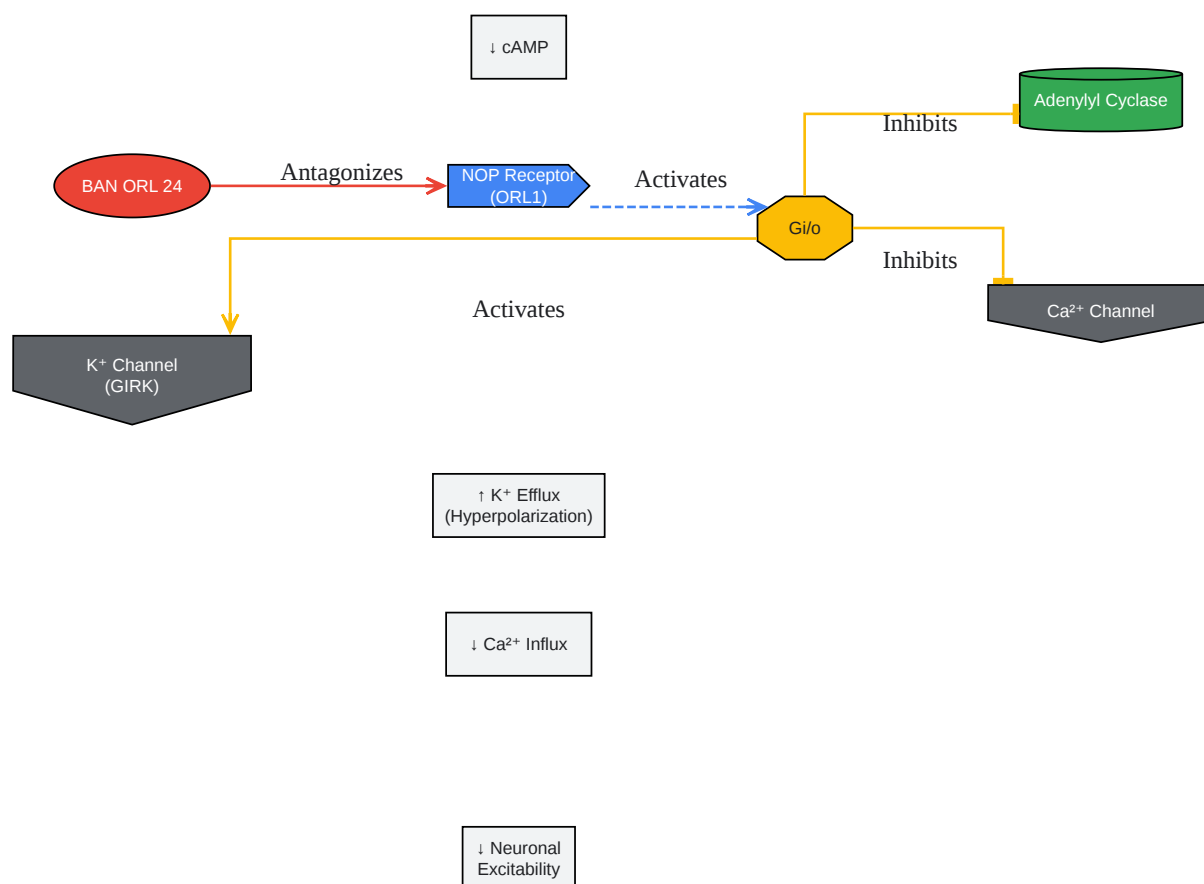 ↓ cAMP
Adenylyl Cyclase
Inhibits
BAN ORL 24
Antagonizes
NOP Receptor
(ORL1)
Activates
Gi/o
Inhibits
Activates
Ca²⁺ Channel
K⁺ Channel
(GIRK)
↑ K⁺ Efflux
(Hyperpolarization)
↓ Ca²⁺ Influx
↓ Neuronal
Excitability